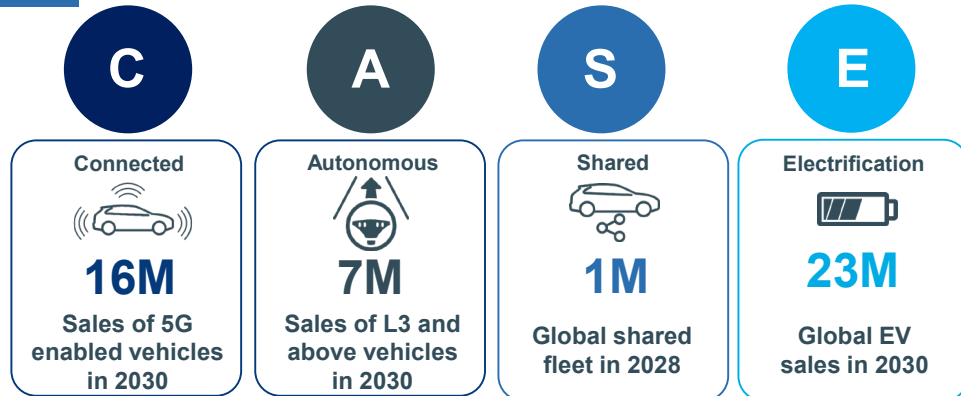 C
A
S
E
Connected
16M
Sales of 5G
enabled vehicles
in 2030
Autonomous
7M
Sales of L3 and
above vehicles
in 2030
Shared
1M
Global shared
fleet in 2028
Electrification
23M
Global EV
sales in 2030